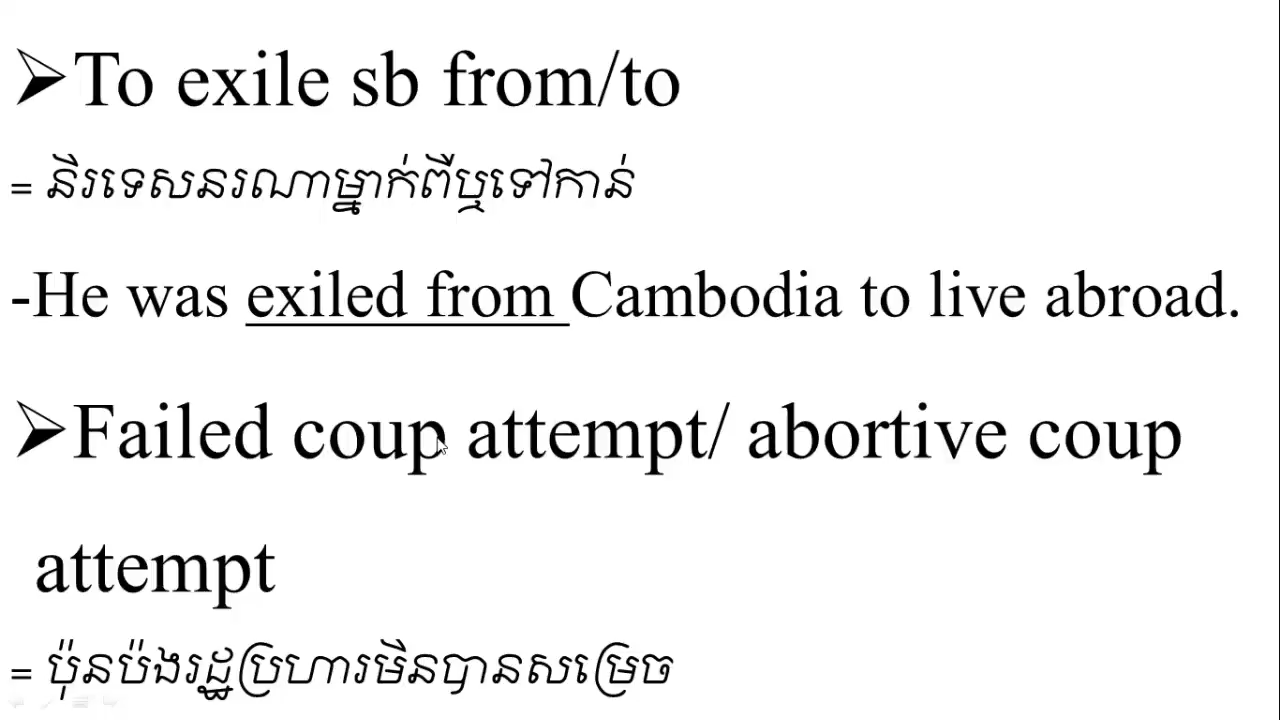 ➢To exile sb from/to
= និរទេសនរណាម្នាក់ពីឬទៅកាន់
-He was exiled from Cambodia to live abroad.
➢Failed coup attempt/ abortive coup
attempt
= ប៉ុនប៉ងរដ្ឋប្រហារមិនបានសម្រេច